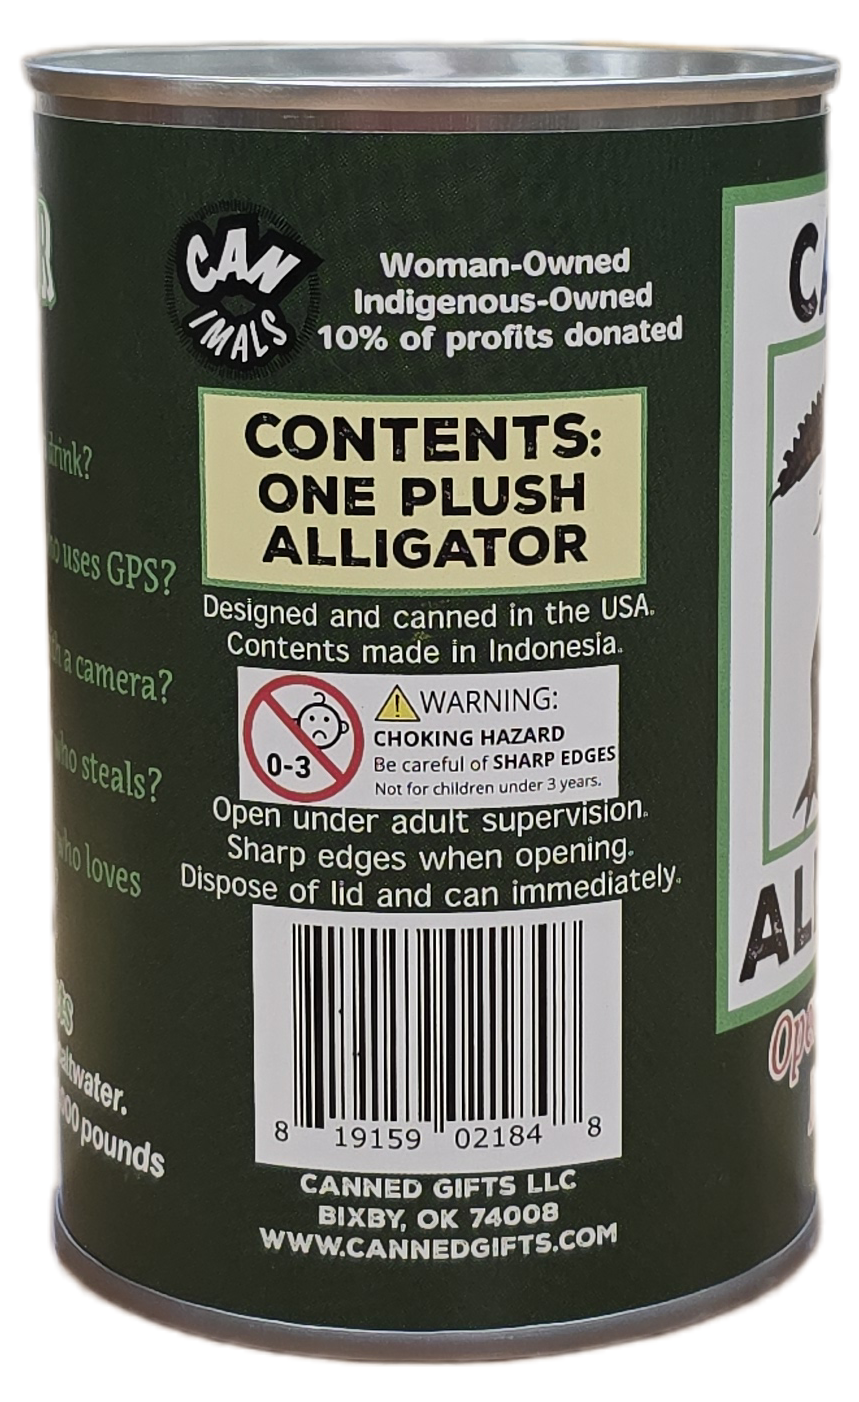 CAN
IMALS
Woman-Owned
Indigenous-Owned
10% of profits donated
CONTENTS:
ONE PLUSH
ALLIGATOR
Designed and canned in the USA.
Contents made in Indonesia.
0-3
WARNING:
CHOKING HAZARD
Be careful of SHARP EDGES
Not for children under 3 years.
Open under adult supervision.
Sharp edges when opening.
Dispose of lid and can immediately.
8 19159 02184 8
CANNED GIFTS LLC
BIXBY, OK 74008
WWW.CANNEDGIFTS.COM
uses GPS?
a camera?
who steals?
who loves
pounds